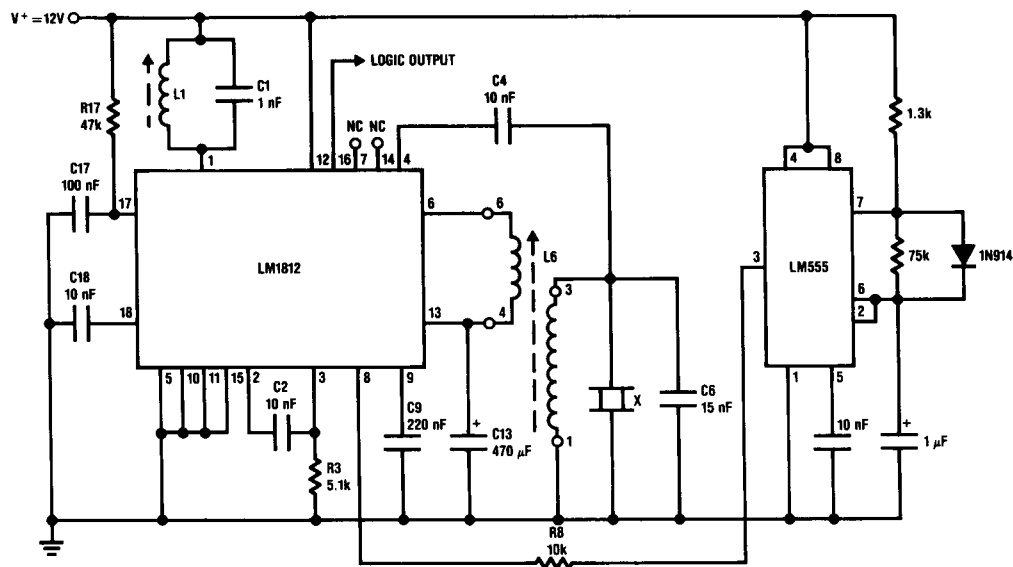 V+ = 12V
LOGIC OUTPUT
R17
47k
L1
C1
1 nF
C4
10 nF
1.3k
NC NC
1
12
16
7
14
4
4
8
C17
100 nF
17
6
6
7
LM1812
L6
3
3
LM555
75k
1N914
C18
10 nF
18
13
4
6
2
5
10
11
15
2
C2
10 nF
3
8
9
C9
220 nF
+
C13
470 μF
1
X
C6
15 nF
1
5
10 nF
+
1 μF
R3
5.1k
R8
10k